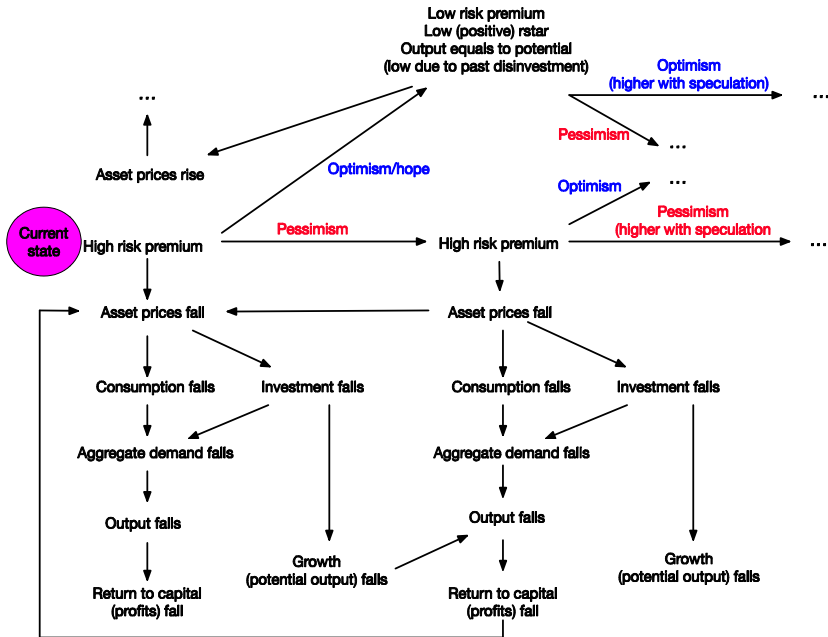 Low risk premium
Low (positive) rstar
Output equals to potential
(low due to past disinvestment)
Optimism
(higher with speculation)
...
...
Pessimism
...
Asset prices rise
Optimism/hope
Optimism
...
Current
state
High risk premium
Pessimism
High risk premium
Pessimism
(higher with speculation
...
Asset prices fall
Asset prices fall
Consumption falls
Investment falls
Consumption falls
Investment falls
Aggregate demand falls
Aggregate demand falls
Output falls
Output falls
Growth
(potential output) falls
Growth
(potential output) falls
Return to capital
(profits) fall
Return to capital
(profits) fall